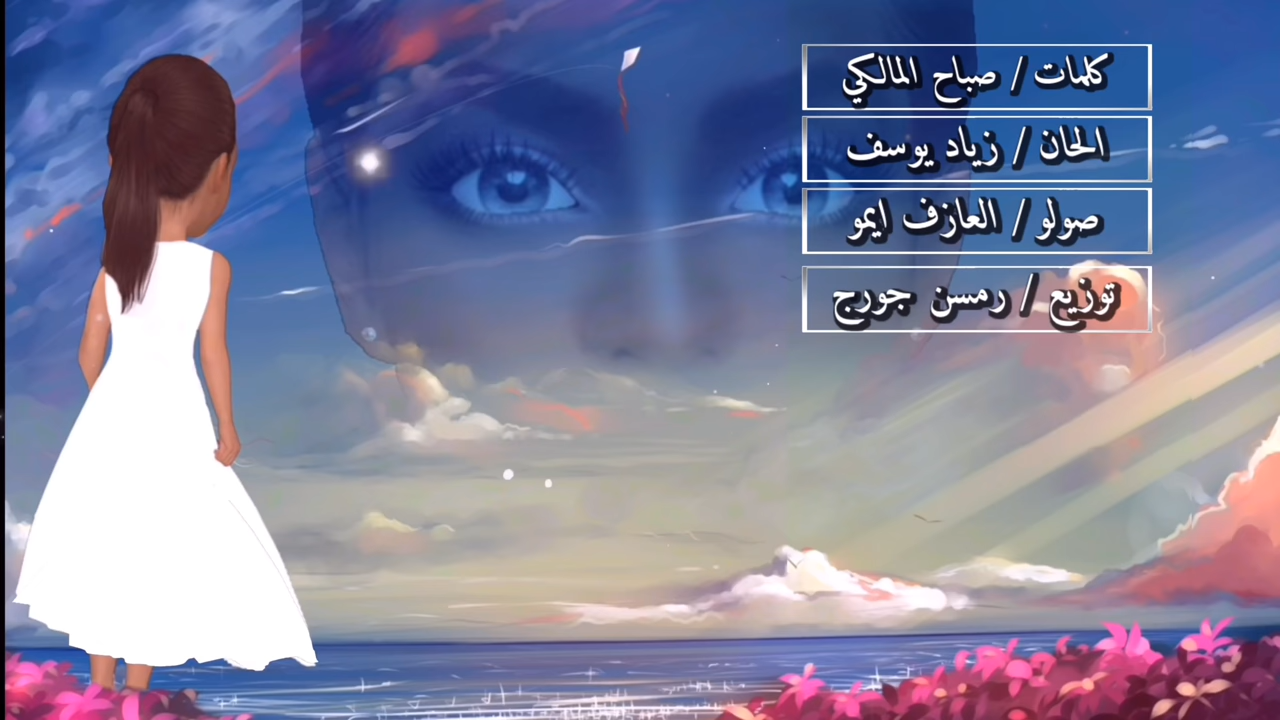 كلمات / صباح المالكي
الحان / زياد يوسف
صولو / العازف ايمو
توزيع / رمسن جورج